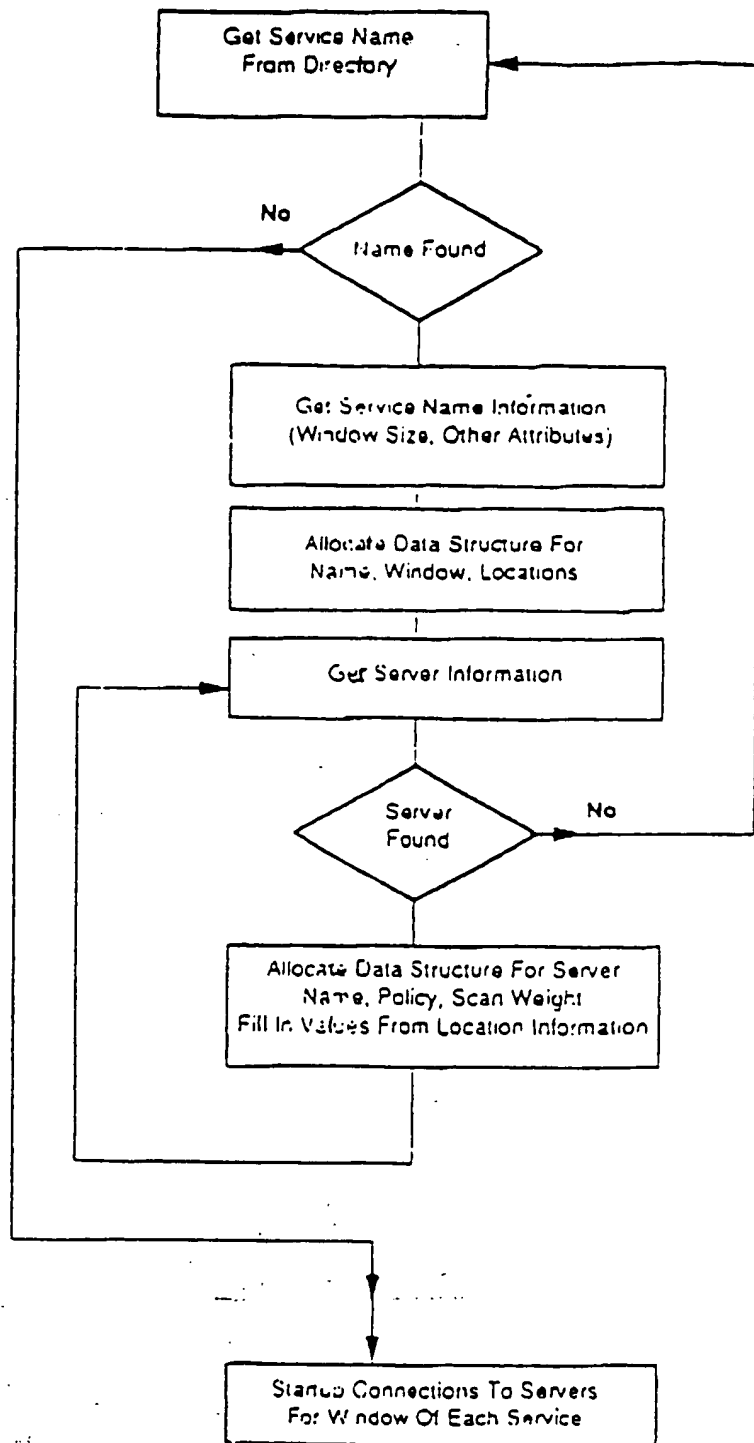 Get Service Name
From Directory
No
Name Found
Get Service Name Information
(Window Size, Other Attributes)
Allocate Data Structure For
Name, Window, Locations
Get Server Information
Server
Found
No
Allocate Data Structure For Server
Name, Policy, Scan Weight
Fill In Values From Location Information
Startup Connections To Servers
For Window Of Each Service